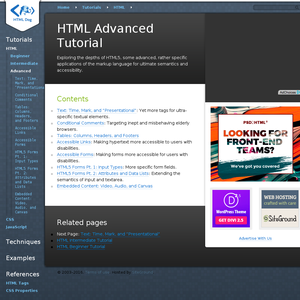 HTML Dog
Home
Tutorials
HTML
Tutorials
HTML
Beginner
Intermediate
Advanced
Text: Time, Mark, and "Presentational"
Conditional Comments
Tables: Columns, Headers, and Footers
Accessible Links
Accessible Forms
HTML5 Forms Pt. 1: Input Types
HTML5 Forms Pt. 2: Attributes and Data Lists
Embedded Content: Video, Audio, and Canvas
CSS
JavaScript
Techniques
Examples
References
HTML Tags
CSS Properties
HTML Advanced
Tutorial
Exploring the depths of HTML5, some advanced, rather specific
applications of the markup language for ultimate semantics and
accessibility.
Contents
Text: Time, Mark, and "Presentational": Yet more tags for ultra-
specific textual elements.
Conditional Comments: Targeting inept and misbehaving elderly
browsers.
Tables: Columns, Headers, and Footers
Accessible Links: Making hypertext more accessible to users with
disabilities.
Accessible Forms: Making forms more accessible for users with
disabilities.
HTML5 Forms Pt. 1: Input Types: More specific form fields.
HTML5 Forms Pt. 2: Attributes and Data Lists: Extending the
semantics of input and textarea.
Embedded Content: Video, Audio, and Canvas
Related pages
Next Page: Text: Time, Mark, and "Presentational"
HTML Intermediate Tutorial
HTML Beginner Tutorial
PSD2HTML
LOOKING FOR
FRONT-END
TEAMS?
We've got you covered!
WordPress
Theme
GET DIVI 2.5
WEB HOSTING
crafted with care
SiteGround
Advertise With Us